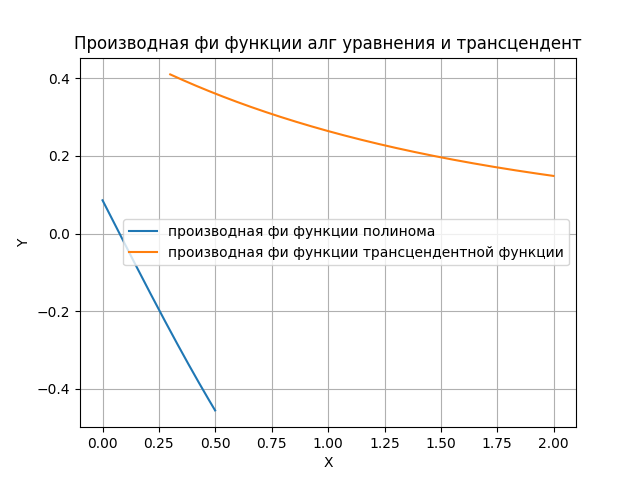 Производная фи функции алг уравнения и трансцендент
0.4
0.2
0.0
−0.2
−0.4
Y
производная фи функции полинома
производная фи функции трансцендентной функции
0.00 0.25 0.50 0.75 1.00 1.25 1.50 1.75 2.00
X